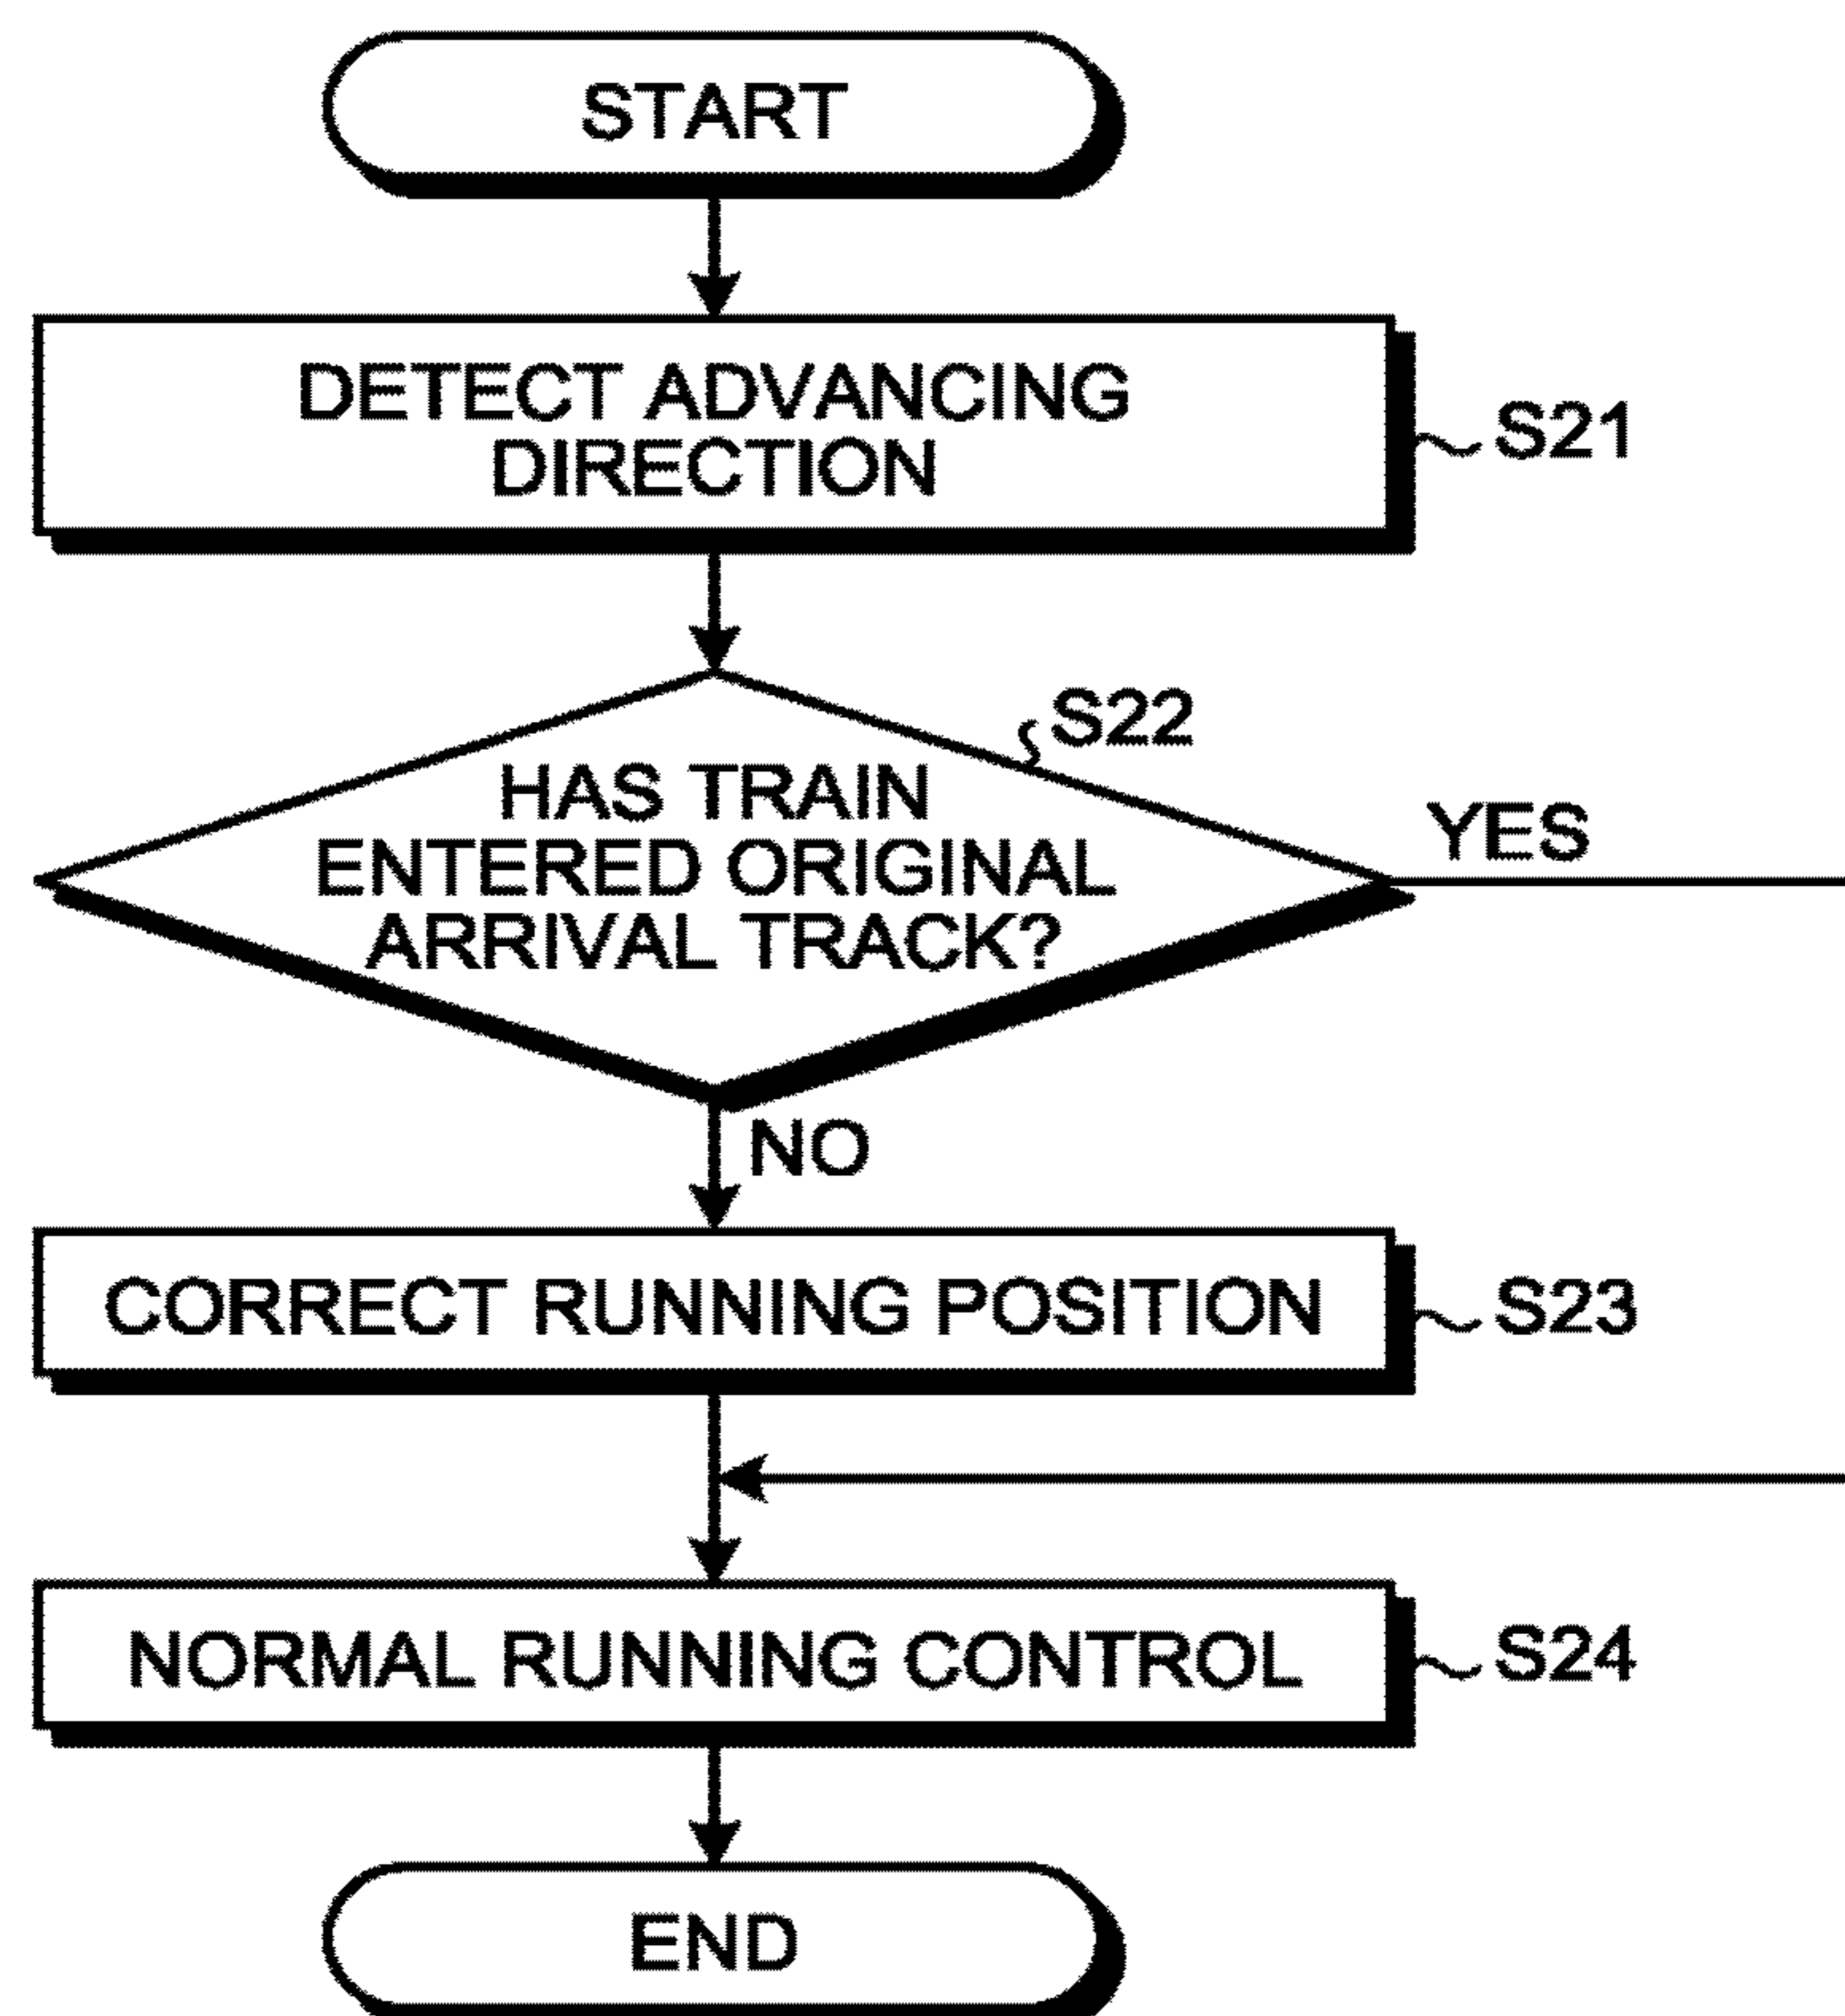 START
DETECT ADVANCING
DIRECTION
S21
S22
HAS TRAIN
ENTERED ORIGINAL
ARRIVAL TRACK?
YES
NO
CORRECT RUNNING POSITION
S23
NORMAL RUNNING CONTROL
S24
END